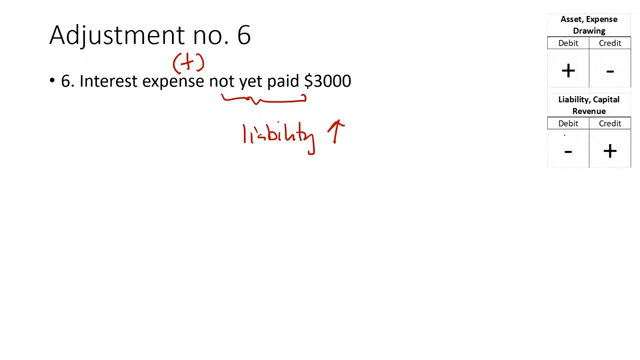 Adjustment no. 6
(+)
• 6. Interest expense not yet paid $3000
liability ↑
Asset, Expense
Drawing
Debit Credit
+ -
Liability, Capital
Revenue
Debit Credit
- +